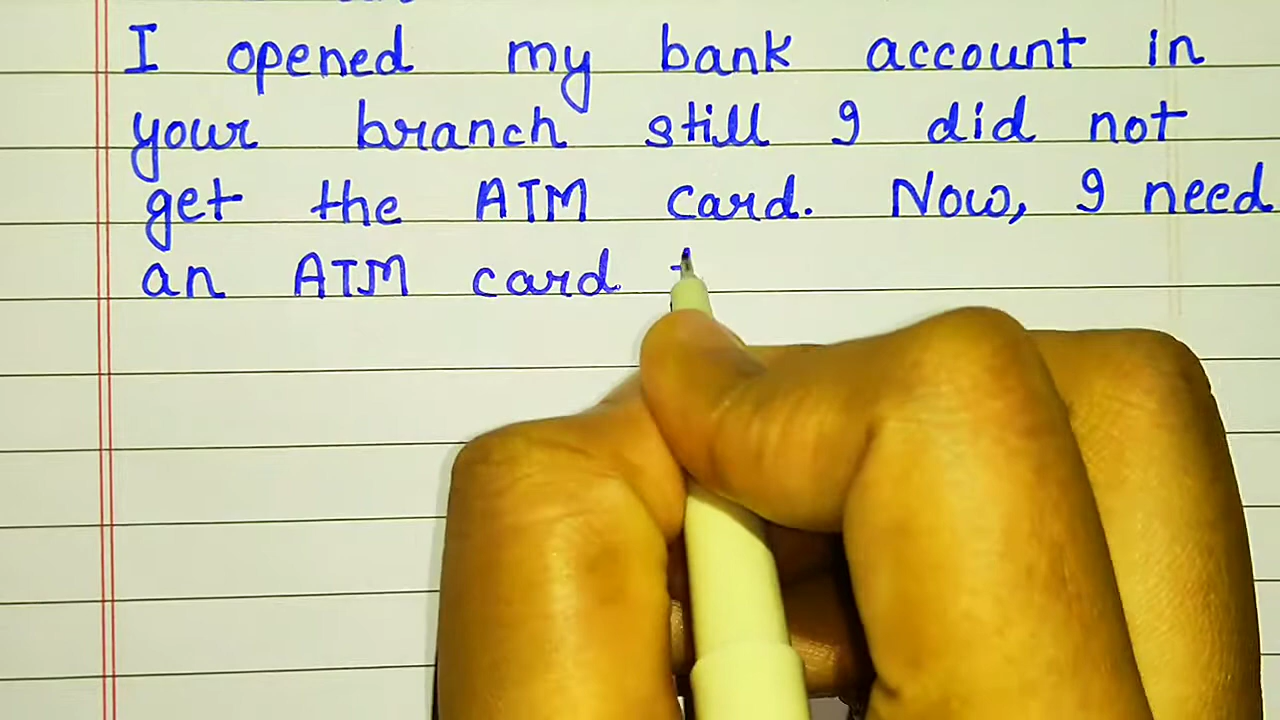 I opened my bank account in
your branch still I did not
get the ATM card. Now, I need
an ATM card